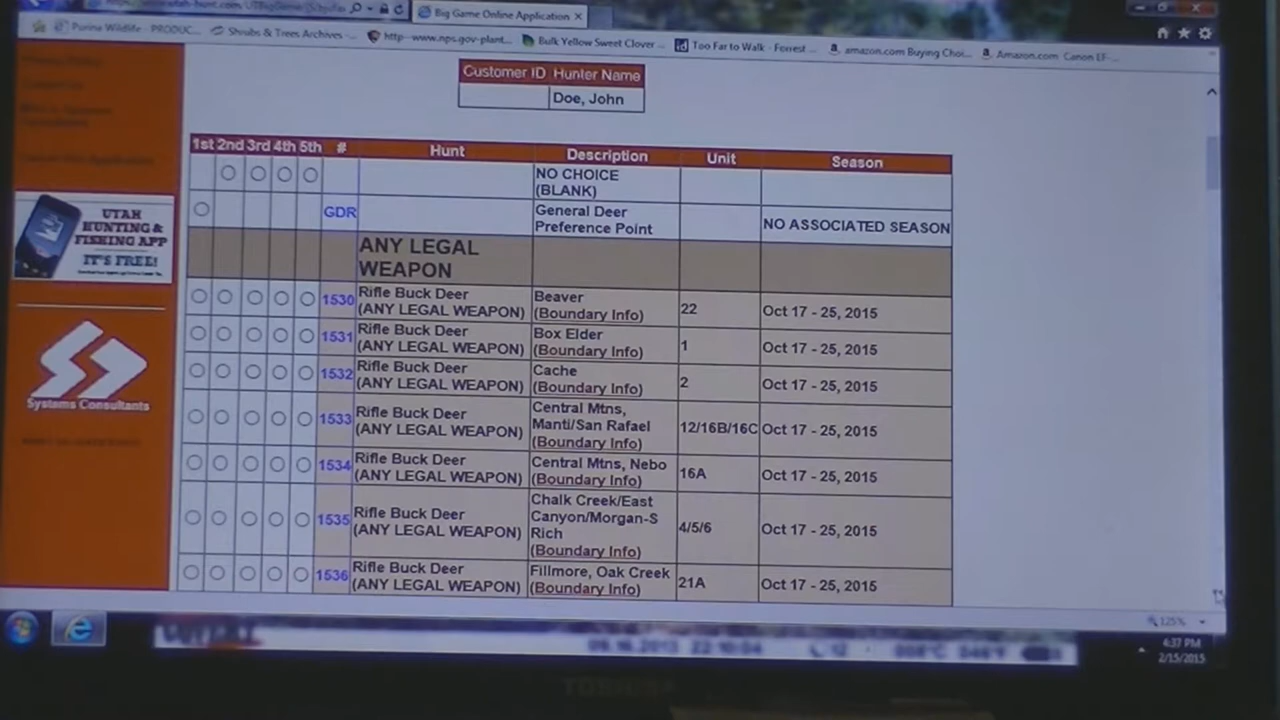 Big Game Online Application ×
Purine Wildlife - PRODUC...
Shrubs & Trees Archives -...
http--www.nps.gov-plant...
Bulk Yellow Sweet Clover ...
Too Far to Walk - Forrest ...
amazon.com Buying Choi...
Amazon.com Canon EF-...
Customer ID Hunter Name
Doe, John
1st 2nd 3rd 4th 5th # Hunt Description Unit Season
NO CHOICE
(BLANK)
GDR General Deer
Preference Point NO ASSOCIATED SEASON
ANY LEGAL
WEAPON
1530 Rifle Buck Deer
(ANY LEGAL WEAPON) Beaver
(Boundary Info) 22 Oct 17 - 25, 2015
1531 Rifle Buck Deer
(ANY LEGAL WEAPON) Box Elder
(Boundary Info) 1 Oct 17 - 25, 2015
1532 Rifle Buck Deer
(ANY LEGAL WEAPON) Cache
(Boundary Info) 2 Oct 17 - 25, 2015
1533 Rifle Buck Deer
(ANY LEGAL WEAPON) Central Mtns,
Manti/San Rafael
(Boundary Info) 12/16B/16C Oct 17 - 25, 2015
1534 Rifle Buck Deer
(ANY LEGAL WEAPON) Central Mtns, Nebo
(Boundary Info) 16A Oct 17 - 25, 2015
1535 Rifle Buck Deer
(ANY LEGAL WEAPON) Chalk Creek/East
Canyon/Morgan-S
Rich
(Boundary Info) 4/5/6 Oct 17 - 25, 2015
1536 Rifle Buck Deer
(ANY LEGAL WEAPON) Fillmore, Oak Creek
(Boundary Info) 21A Oct 17 - 25, 2015
UTAH
HUNTING &
FISHING APP
IT'S FREE!
Systems Consultants
125%
4:37 PM
2/15/2015
TOSHIBA